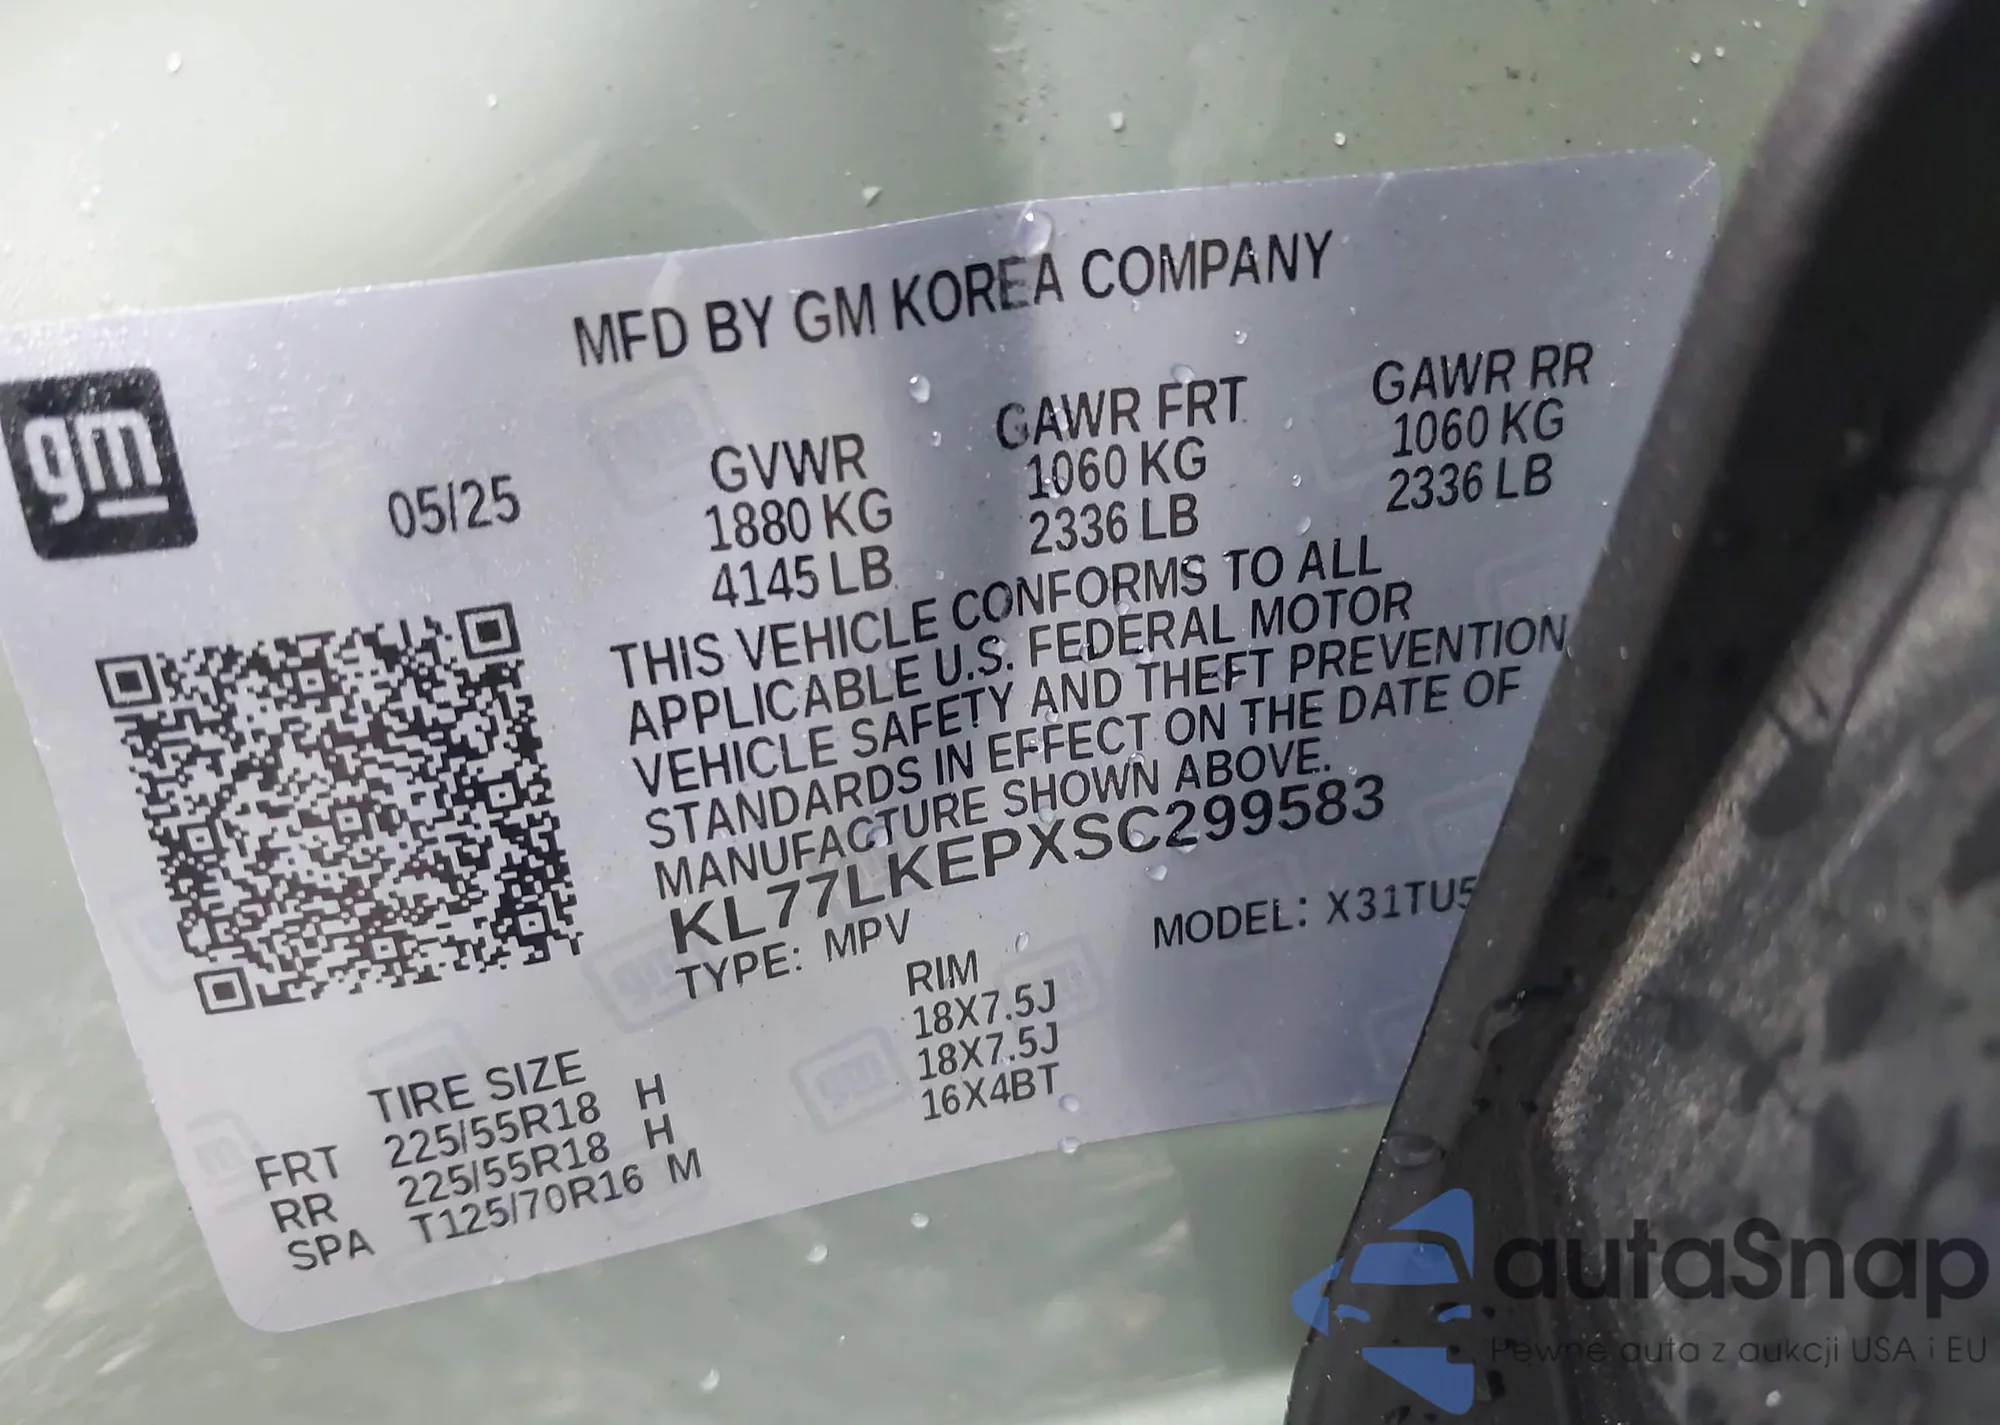 MFD BY GM KOREA COMPANY
gm
05/25
GVWR
1880 KG
4145 LB
GAWR FRT
1060 KG
2336 LB
GAWR RR
1060 KG
2336 LB
THIS VEHICLE CONFORMS TO ALL
APPLICABLE U.S. FEDERAL MOTOR
VEHICLE SAFETY AND THEFT PREVENTION
STANDARDS IN EFFECT ON THE DATE OF
MANUFACTURE SHOWN ABOVE.
KL77LKEPXSC299583
TYPE: MPV
MODEL: X31TU5
TIRE SIZE RIM
FRT 225/55R18 H 18X7.5J
RR 225/55R18 H 18X7.5J
SPA T125/70R16 M 16X4BT
autaSnap
Pewne auta z aukcji USA i EU